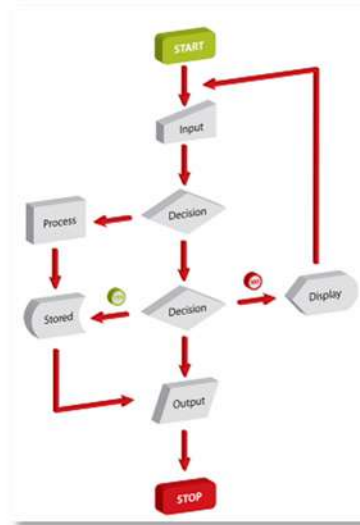 START
Input
Decision
Process
Decision
Stored
Display
Output
STOP